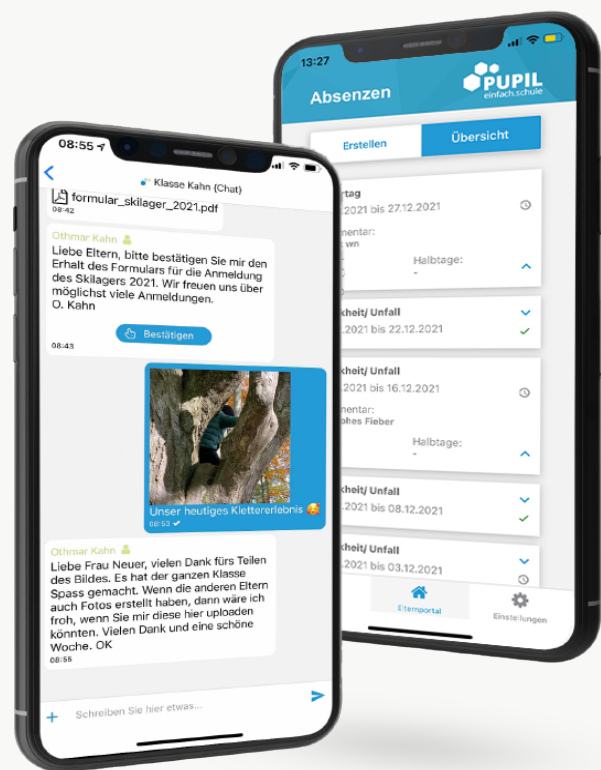 08:55
Klasse Kahn (Chat)
formular_skilager_2021.pdf
08:42
Othmar Kahn
Liebe Eltern, bitte bestätigen Sie mir den
Erhalt des Formulars für die Anmeldung
des Skilagers 2021. Wir freuen uns über
möglichst viele Anmeldungen.
O. Kahn
Bestätigen
08:43
Unser heutiges Klettererlebnis 🥰
08:53
Othmar Kahn
Liebe Frau Neuer, vielen Dank fürs Teilen
des Bildes. Es hat der ganzen Klasse
Spass gemacht. Wenn die anderen Eltern
auch Fotos erstellt haben, dann wäre ich
froh, wenn Sie mir diese hier uploaden
könnten. Vielen Dank und eine schöne
Woche. OK
08:55
Schreiben Sie hier etwas...
13:27
Absenzen
PUPIL
einfach.schule
Erstellen
Übersicht
.2021 bis 27.12.2021
Halbtage:
-
/ Unfall
.2021 bis 22.12.2021
/ Unfall
.2021 bis 16.12.2021
Fieber
Halbtage:
-
/ Unfall
.2021 bis 08.12.2021
/ Unfall
.2021 bis 03.12.2021
Elternportal
Einstellungen